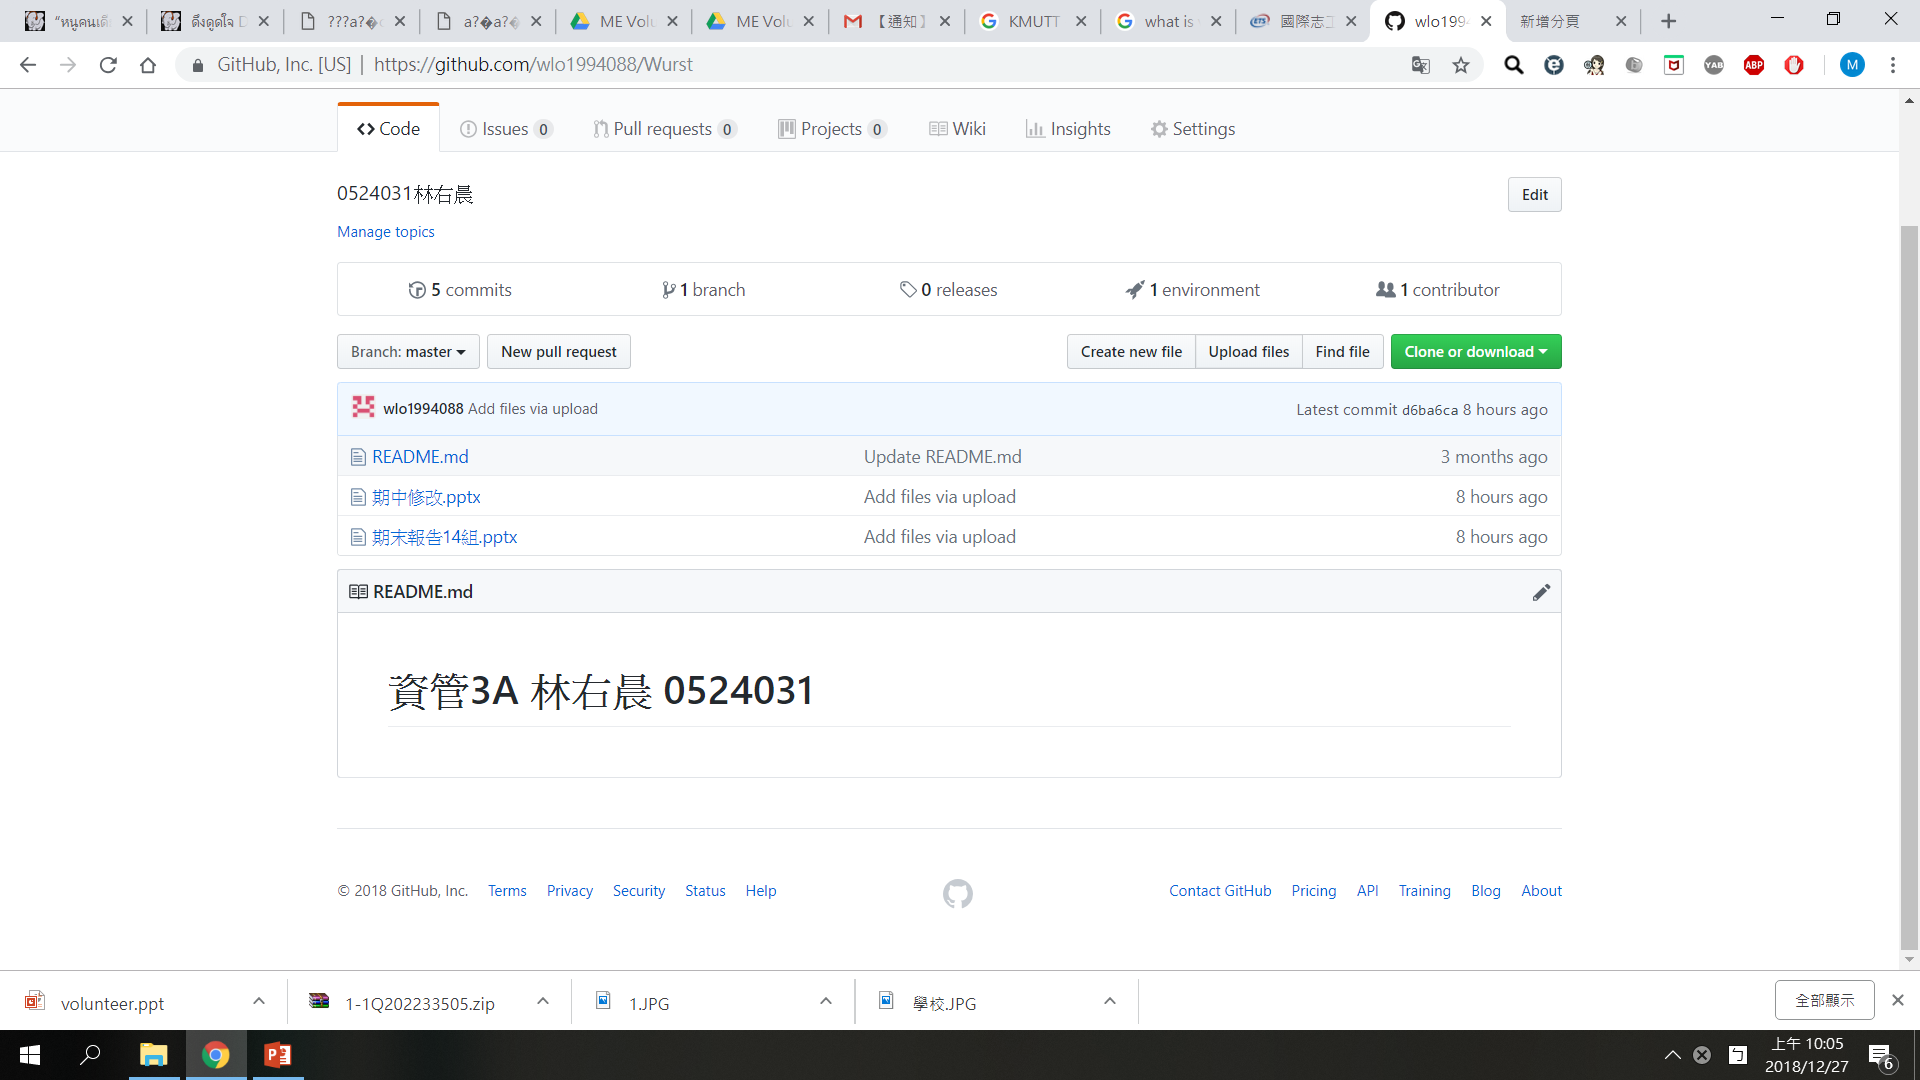 "หนูคนเดี
ดึงดูดใจ D
???a?�
a?�a?�
ME Volu
ME Volu
【通知】
KMUTT
what is
國際志工
wlo1994
新增分頁
GitHub, Inc. [US] | https://github.com/wlo1994088/Wurst
YAB
ABP
M
Code
Issues 0
Pull requests 0
Projects 0
Wiki
Insights
Settings
0524031林右晨
Edit
Manage topics
5 commits
1 branch
0 releases
1 environment
1 contributor
Branch: master
New pull request
Create new file
Upload files
Find file
Clone or download
wlo1994088 Add files via upload
Latest commit d6ba6ca 8 hours ago
README.md Update README.md 3 months ago
期中修改.pptx Add files via upload 8 hours ago
期末報告14組.pptx Add files via upload 8 hours ago
README.md
資管3A 林右晨 0524031
© 2018 GitHub, Inc. Terms Privacy Security Status Help
Contact GitHub Pricing API Training Blog About
volunteer.ppt
1-1Q202233505.zip
1.JPG
學校.JPG
全部顯示
上午 10:05
2018/12/27
6